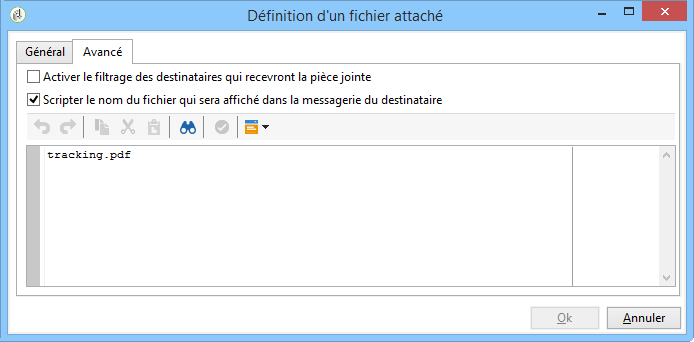 Définition d'un fichier attaché
Général
Avancé
Activer le filtrage des destinataires qui recevront la pièce jointe
Scripter le nom du fichier qui sera affiché dans la messagerie du destinataire
tracking.pdf
Ok
Annuler